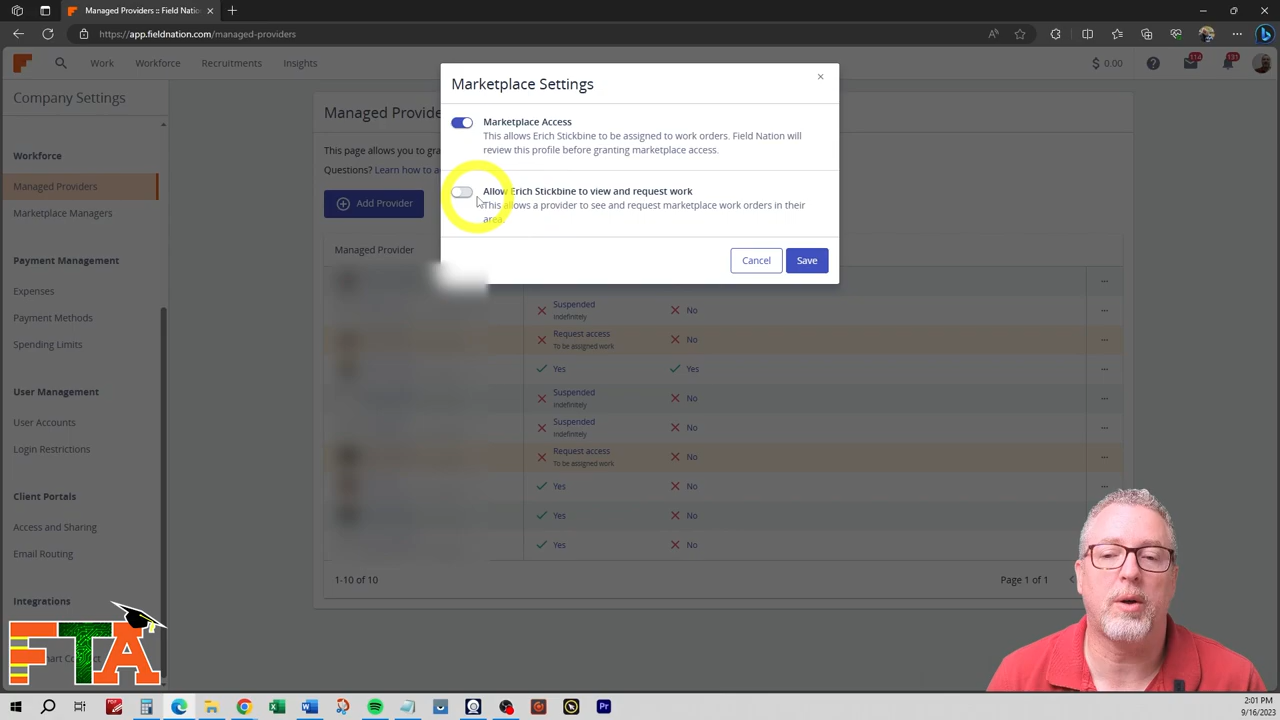 Managed Providers :: Field Natio
https://app.fieldnation.com/managed-providers
Work
Workforce
Recruitments
Insights
$ 0.00
114
131
Company Settings
Workforce
Managed Providers
Marketplace Managers
Payment Management
Expenses
Payment Methods
Spending Limits
User Management
User Accounts
Login Restrictions
Client Portals
Access and Sharing
Email Routing
Integrations
FTA
Managed Provide
This page allows you to gra
Questions? Learn how to a
Add Provider
Managed Provider
Marketplace Settings
Marketplace Access
This allows Erich Stickbine to be assigned to work orders. Field Nation will
review this profile before granting marketplace access.
Allow Erich Stickbine to view and request work
This allows a provider to see and request marketplace work orders in their
area.
Cancel
Save
Suspended
Indefinitely
No
Request access
To be assigned work
No
Yes
Yes
Suspended
Indefinitely
No
Suspended
Indefinitely
No
Request access
To be assigned work
No
Yes
No
Yes
No
Yes
No
1-10 of 10
Page 1 of 1
2:01 PM
9/16/2023